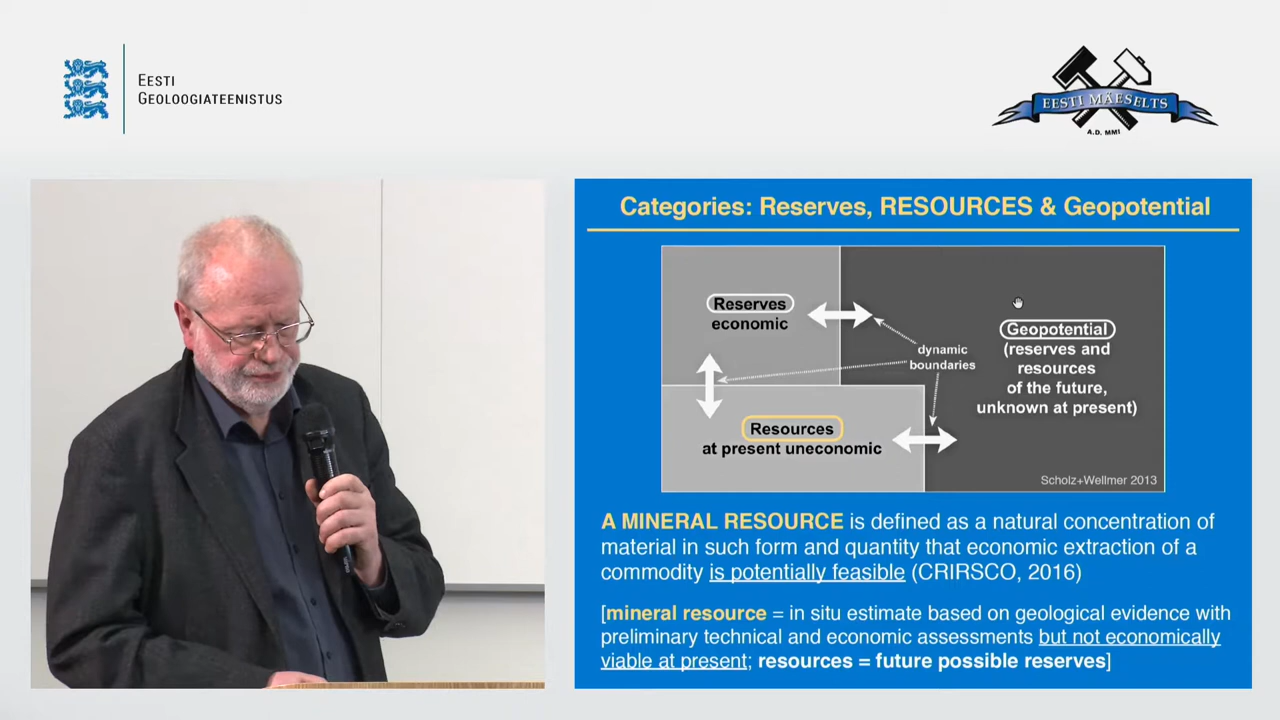 EESTI
GEOLOOGIATEENISTUS
EESTI MÄESELTS
A.D. MMI
Categories: Reserves, RESOURCES & Geopotential
Reserves
economic
dynamic
boundaries
Geopotential
(reserves and
resources
of the future,
unknown at present)
Resources
at present uneconomic
Scholz+Wellmer 2013
A MINERAL RESOURCE is defined as a natural concentration of
material in such form and quantity that economic extraction of a
commodity is potentially feasible (CRIRSCO, 2016)
[mineral resource = in situ estimate based on geological evidence with
preliminary technical and economic assessments but not economically
viable at present; resources = future possible reserves]